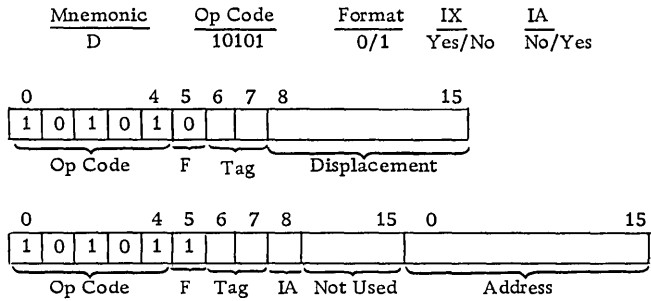 Mnemonic Op Code Format IX IA
D 10101 0/1 Yes/No No/Yes
0 4 5 6 7 8 15
1 0 1 0 1 0
Op Code F Tag Displacement
0 4 5 6 7 8 15 0 15
1 0 1 0 1 1
Op Code F Tag IA Not Used Address